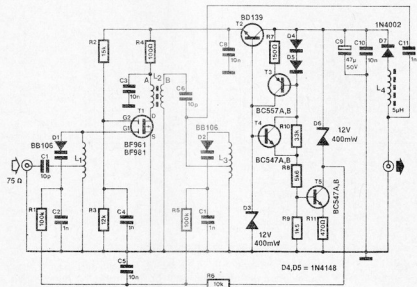 BD139
T2
1N4002
R2
15k
R4
100Ω
C3
10n
A
L2
B
C6
10p
C8
10n
R7
150Ω
D4
D5
T3
BC557A,B
C9
47µ
50V
C10
10n
D7
C11
1n
L4
5µH
T1
D
G2
G1
S
BF961
BF981
D1
BB106
C1
10p
75 Ω
L1
BB106
D2
L3
T4
BC547A,B
R10
33k
D6
12V
400mW
R8
5k6
T5
BC547A,B
R1
100k
C2
1n
R3
12k
C4
1n
R5
100k
C1
1n
D3
12V
400mW
R9
1k5
R11
470Ω
C5
10n
R6
10k
D4,D5 = 1N4148